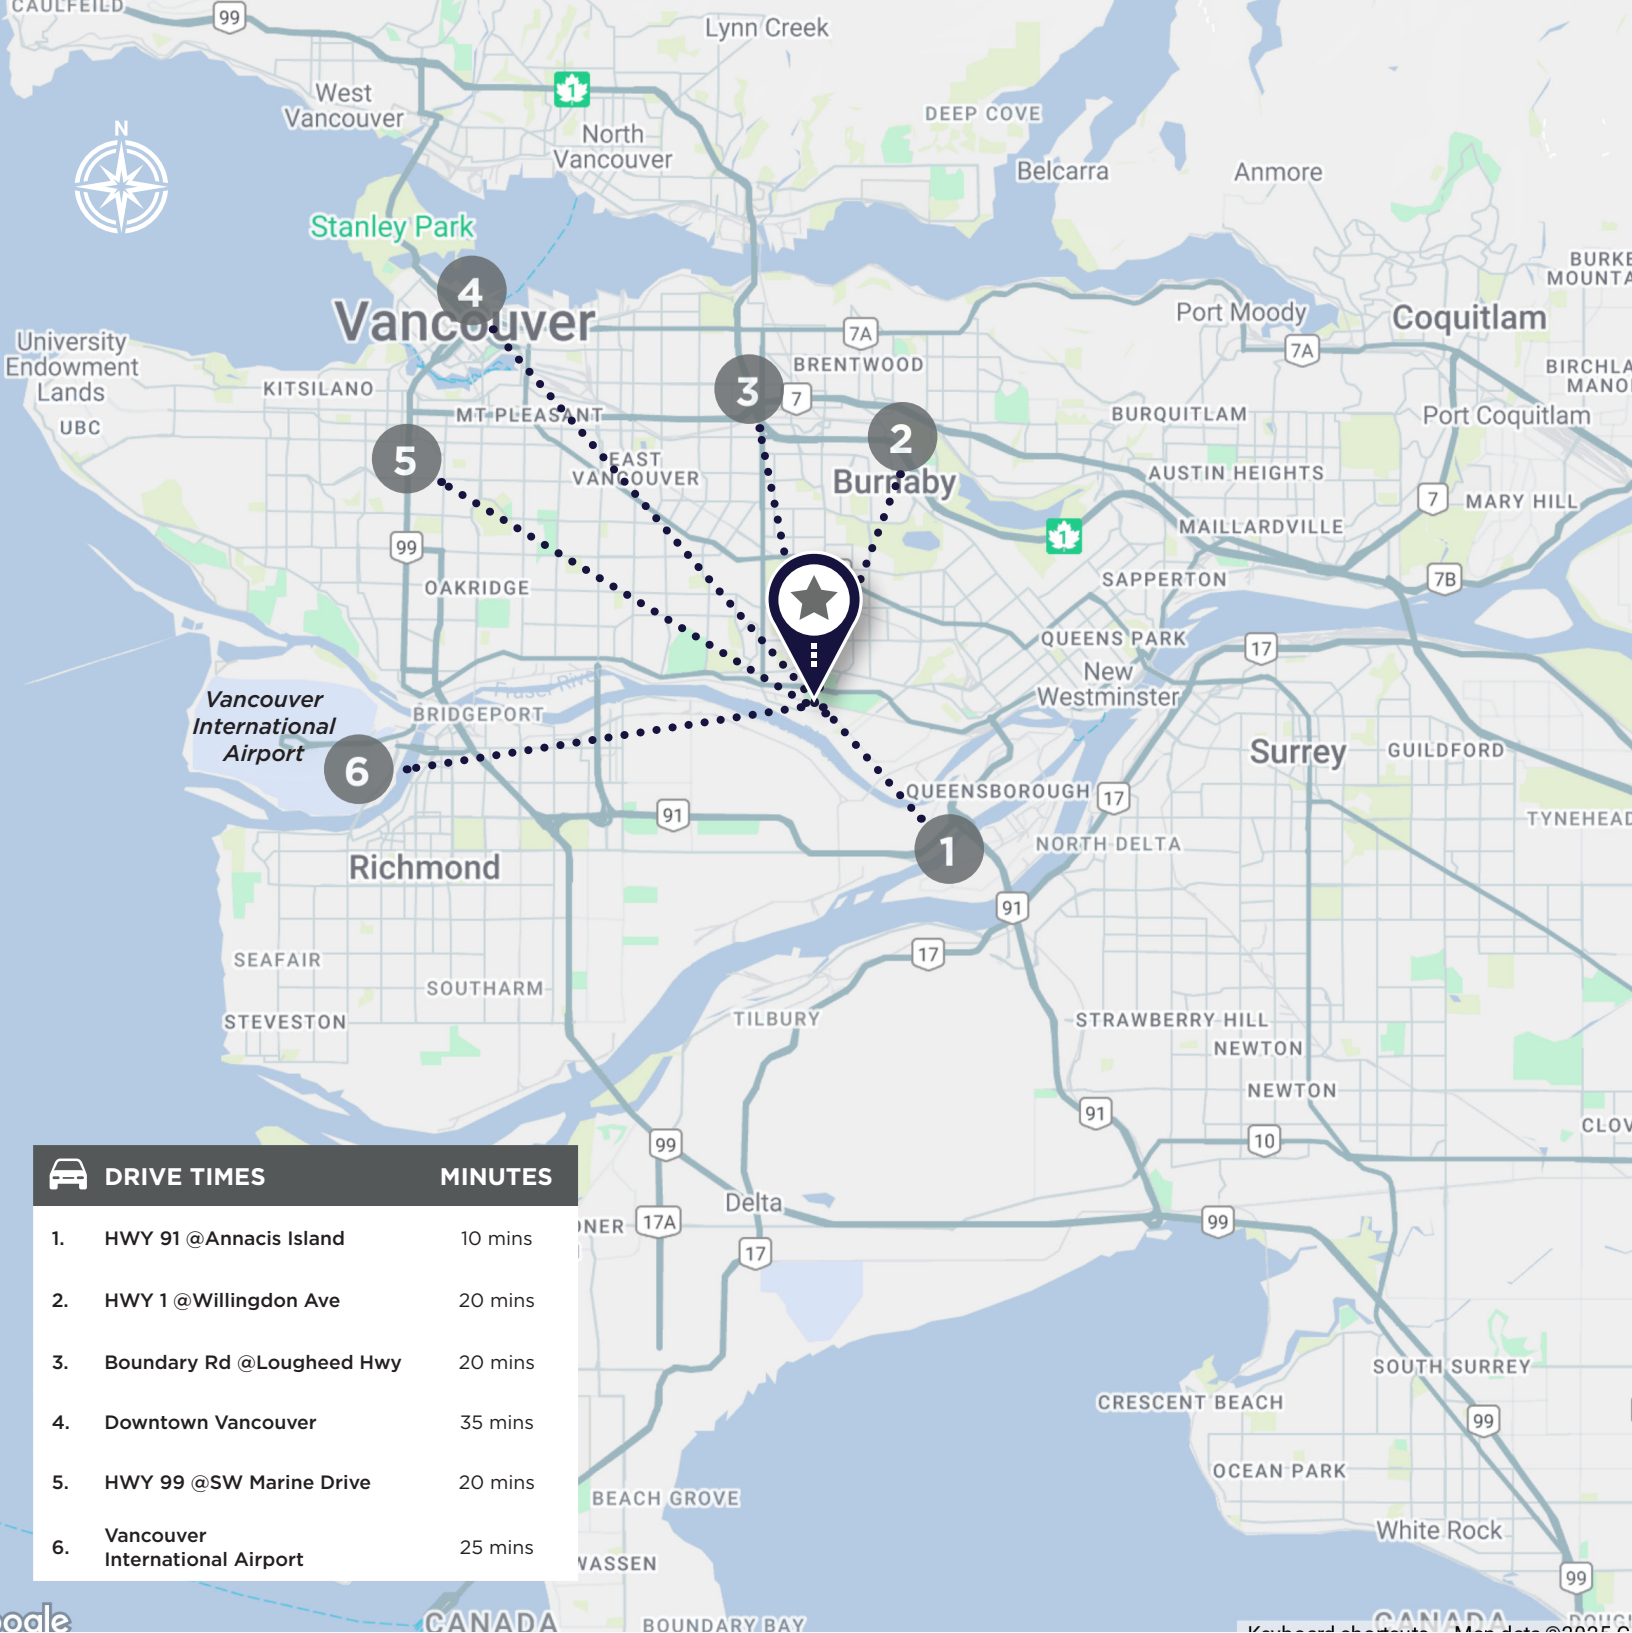 CAULFEILD
99
Lynn Creek
1
West
Vancouver
North
Vancouver
DEEP COVE
N
Belcarra
Anmore
Stanley Park
4
Vancouver
7A
Port Moody
Coquitlam
7A
University
Endowment
Lands
UBC
KITSILANO
MT PLEASANT
3
7
BRENTWOOD
2
Burnaby
BURQUITLAM
Port Coquitlam
5
EAST
VANCOUVER
AUSTIN HEIGHTS
7
MARY HILL
MAILLARDVILLE
1
99
OAKRIDGE
SAPPERTON
7B
QUEENS PARK
17
New
Westminster
Fraser River
Vancouver
International
Airport
BRIDGEPORT
6
Surrey
GUILDFORD
QUEENSBOROUGH
17
91
1
NORTH DELTA
TYNEHEAD
Richmond
91
17
SEAFAIR
SOUTHARM
STEVESTON
TILBURY
STRAWBERRY HILL
NEWTON
NEWTON
91
10
99
Delta
17A
17
99
DRIVE TIMES MINUTES
1. HWY 91 @Annacis Island 10 mins
2. HWY 1 @Willingdon Ave 20 mins
3. Boundary Rd @Lougheed Hwy 20 mins
4. Downtown Vancouver 35 mins
5. HWY 99 @SW Marine Drive 20 mins
6. Vancouver
International Airport 25 mins
SOUTH SURREY
CRESCENT BEACH
99
OCEAN PARK
BEACH GROVE
White Rock
99
CANADA
BOUNDARY BAY
CANADA